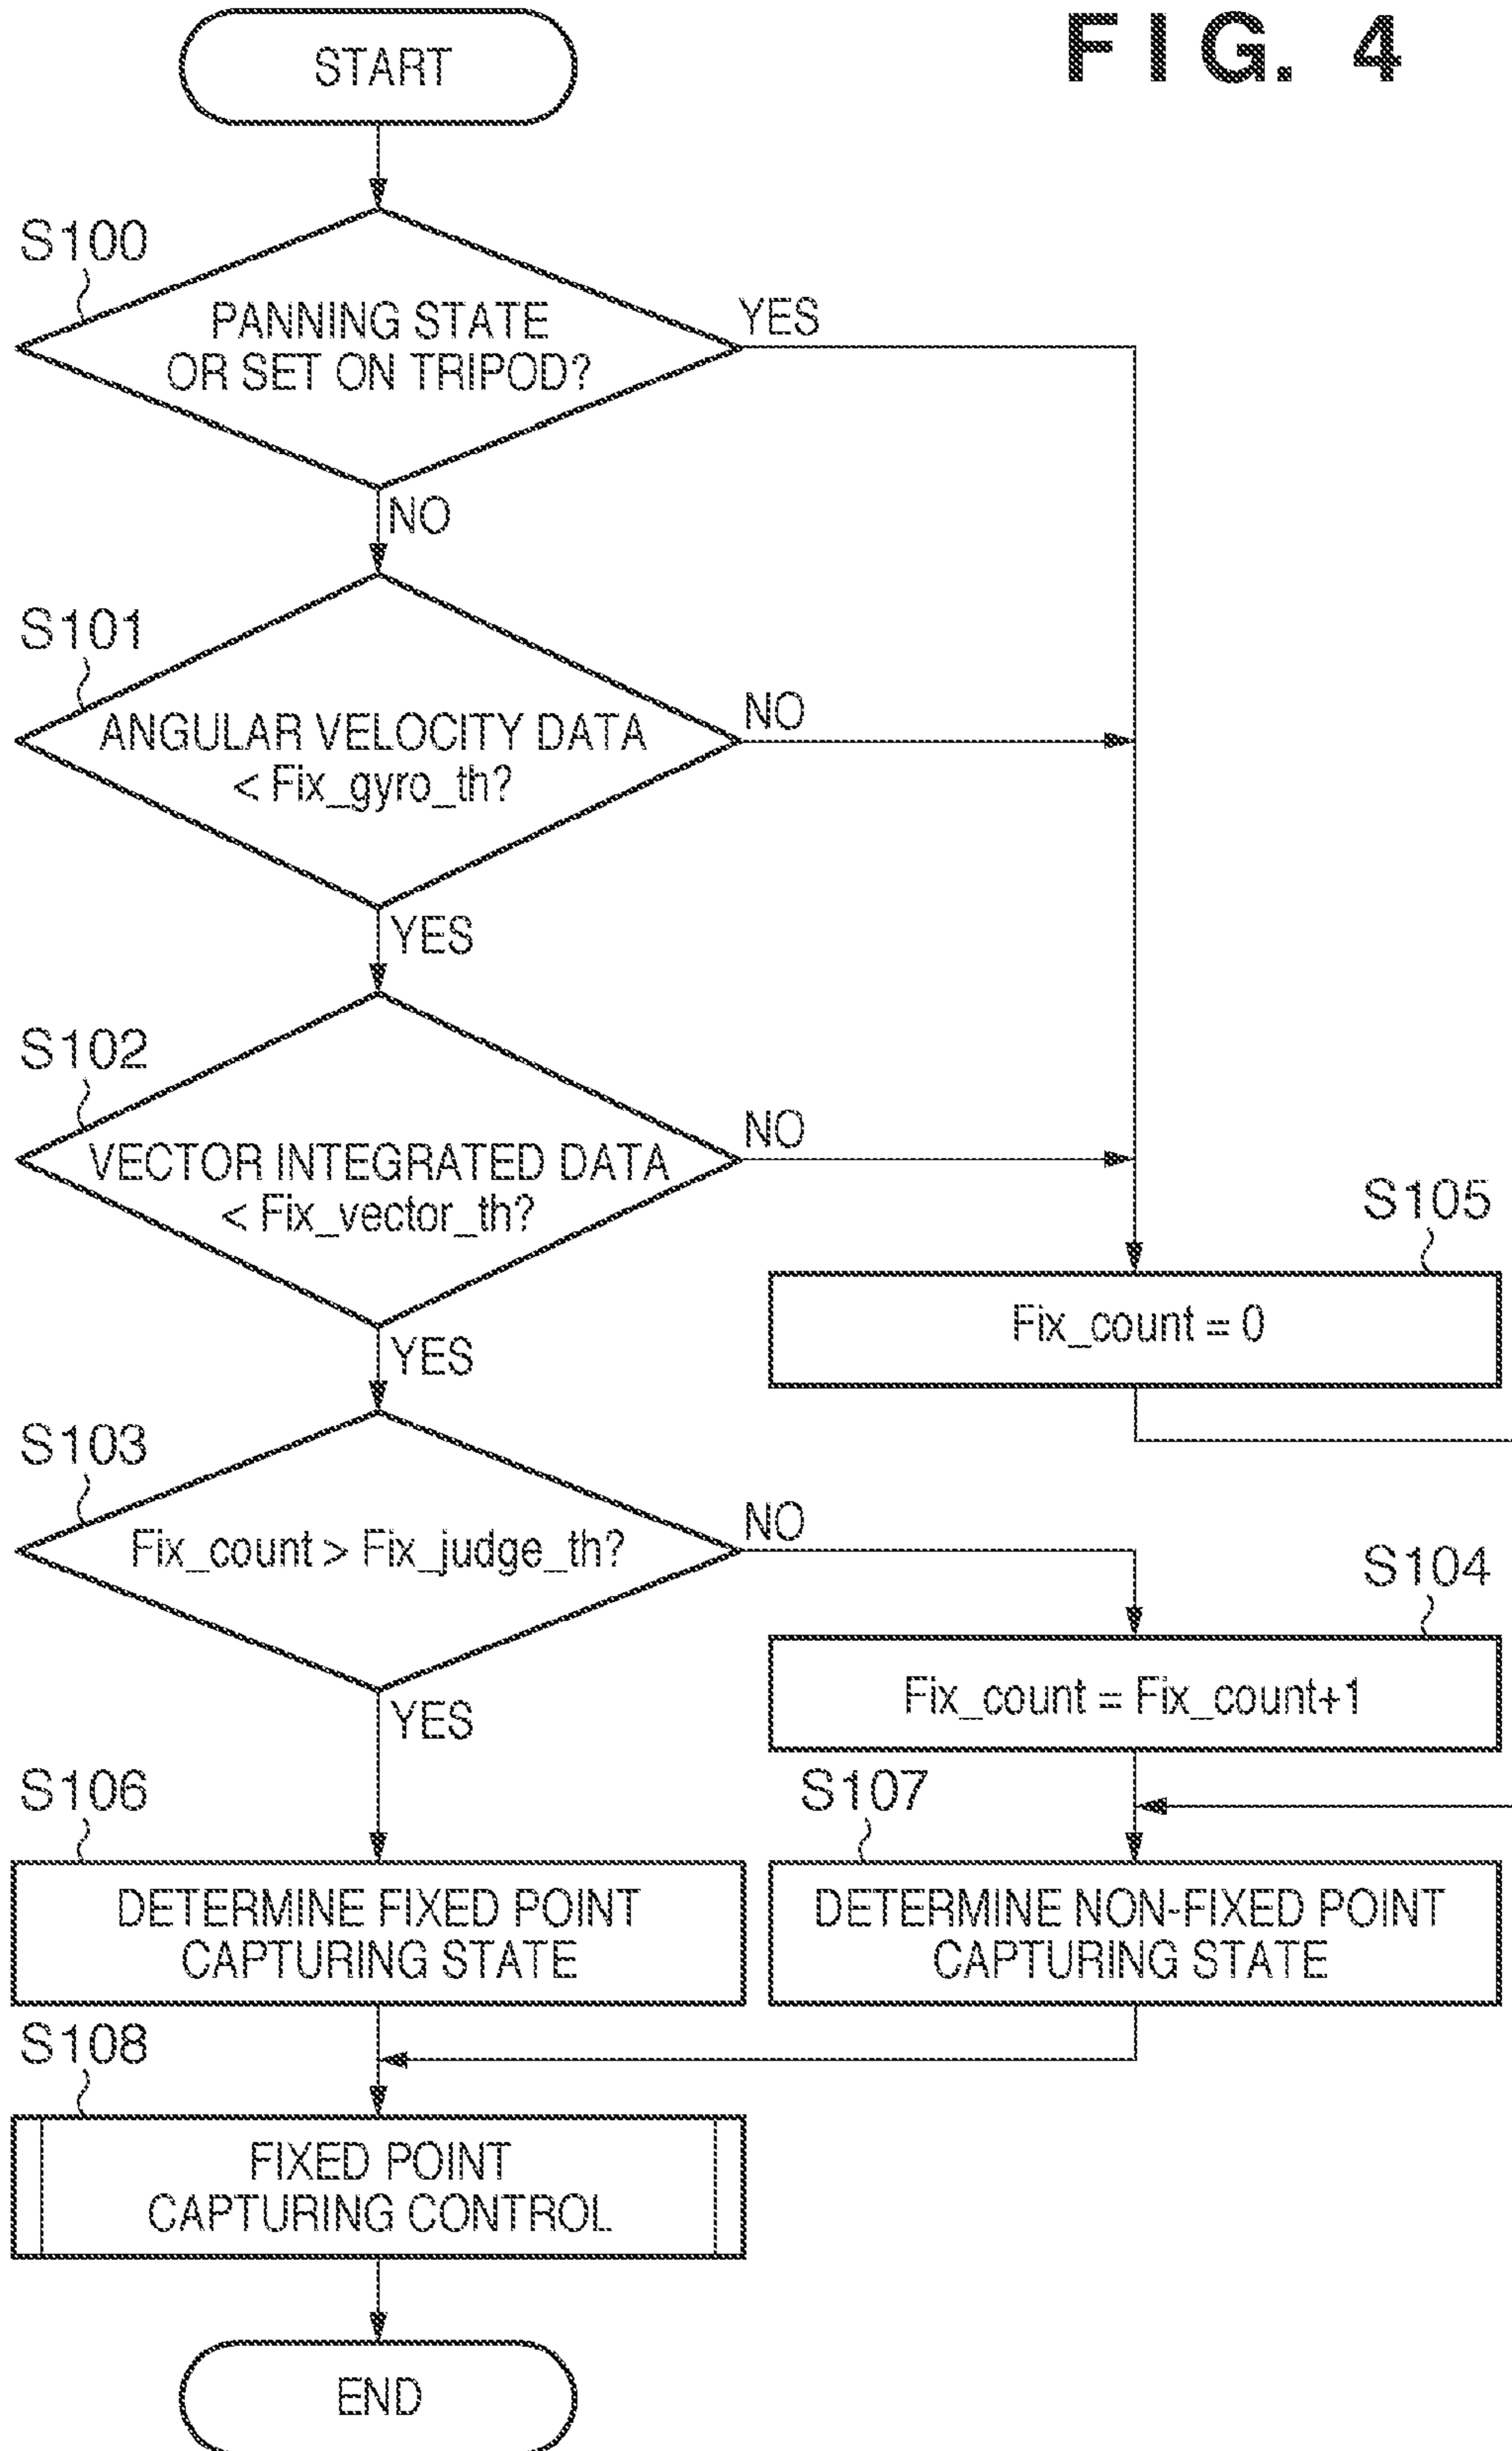 FIG. 4
START
S100
PANNING STATE
OR SET ON TRIPOD?
YES
NO
S101
ANGULAR VELOCITY DATA
< Fix_gyro_th?
NO
YES
S102
VECTOR INTEGRATED DATA
< Fix_vector_th?
NO
YES
S105
Fix_count = 0
S103
Fix_count > Fix_judge_th?
NO
YES
S104
Fix_count = Fix_count+1
S106
DETERMINE FIXED POINT
CAPTURING STATE
S107
DETERMINE NON-FIXED POINT
CAPTURING STATE
S108
FIXED POINT
CAPTURING CONTROL
END